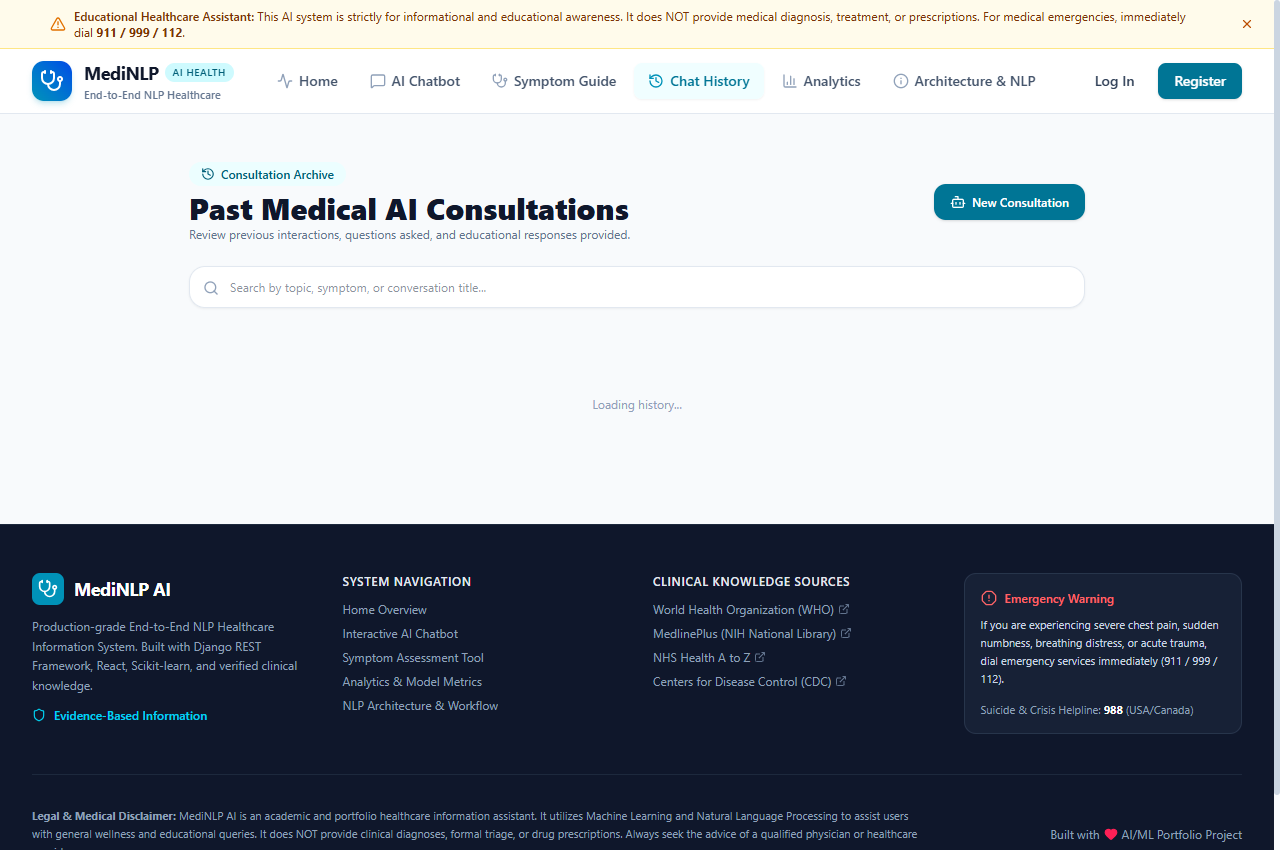 Educational Healthcare Assistant: This AI system is strictly for informational and educational awareness. It does NOT provide medical diagnosis, treatment, or prescriptions. For medical emergencies, immediately
dial 911 / 999 / 112.
MediNLP AI HEALTH
End-to-End NLP Healthcare
Home
AI Chatbot
Symptom Guide
Chat History
Analytics
Architecture & NLP
Log In
Register
Consultation Archive
Past Medical AI Consultations
Review previous interactions, questions asked, and educational responses provided.
New Consultation
Search by topic, symptom, or conversation title...
Loading history...
MediNLP AI
Production-grade End-to-End NLP Healthcare
Information System. Built with Django REST
Framework, React, Scikit-learn, and verified clinical
knowledge.
Evidence-Based Information
SYSTEM NAVIGATION
Home Overview
Interactive AI Chatbot
Symptom Assessment Tool
Analytics & Model Metrics
NLP Architecture & Workflow
CLINICAL KNOWLEDGE SOURCES
World Health Organization (WHO)
MedlinePlus (NIH National Library)
NHS Health A to Z
Centers for Disease Control (CDC)
Emergency Warning
If you are experiencing severe chest pain, sudden
numbness, breathing distress, or acute trauma,
dial emergency services immediately (911 / 999 /
112).
Suicide & Crisis Helpline: 988 (USA/Canada)
Legal & Medical Disclaimer: MediNLP AI is an academic and portfolio healthcare information assistant. It utilizes Machine Learning and Natural Language Processing to assist users
with general wellness and educational queries. It does NOT provide clinical diagnoses, formal triage, or drug prescriptions. Always seek the advice of a qualified physician or healthcare
Built with ❤️ AI/ML Portfolio Project